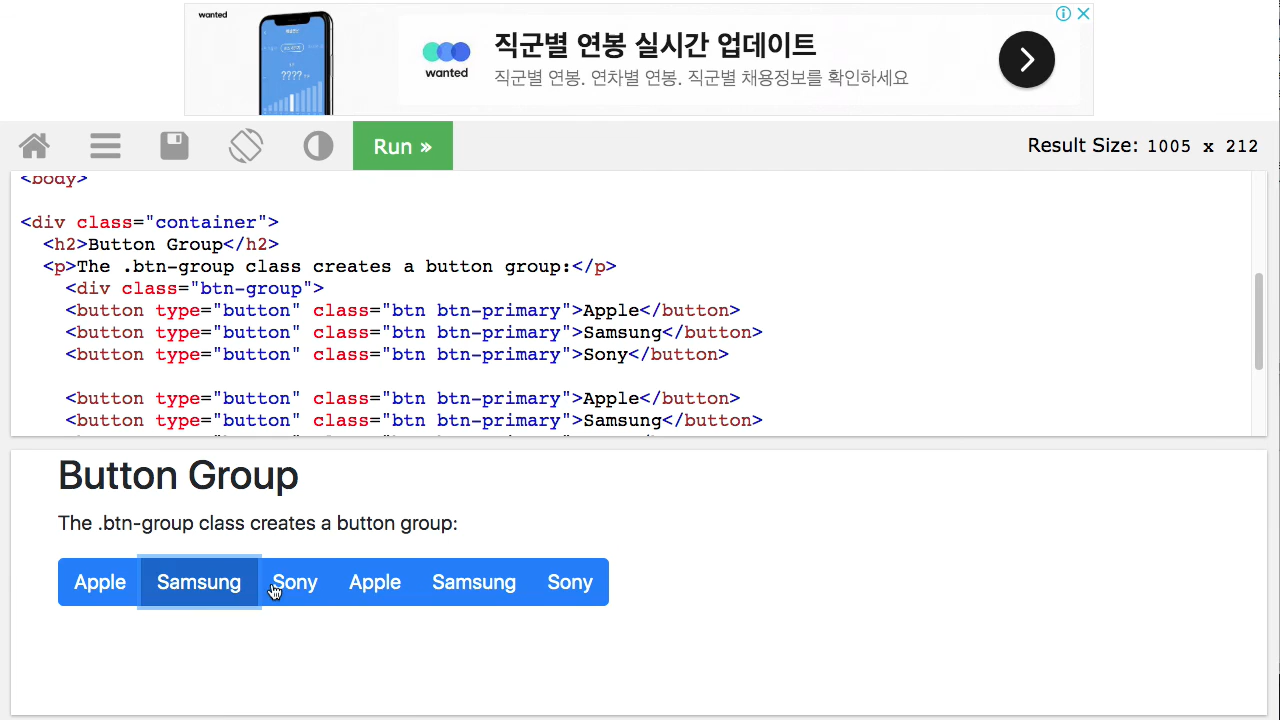 wanted
????
wanted
직군별 연봉 실시간 업데이트
직군별 연봉. 연차별 연봉. 직군별 채용정보를 확인하세요
Run »
Result Size: 1005 x 212
<body>
<div class="container">
<h2>Button Group</h2>
<p>The .btn-group class creates a button group:</p>
<div class="btn-group">
<button type="button" class="btn btn-primary">Apple</button>
<button type="button" class="btn btn-primary">Samsung</button>
<button type="button" class="btn btn-primary">Sony</button>
<button type="button" class="btn btn-primary">Apple</button>
<button type="button" class="btn btn-primary">Samsung</button>
Button Group
The .btn-group class creates a button group:
Apple Samsung Sony Apple Samsung Sony